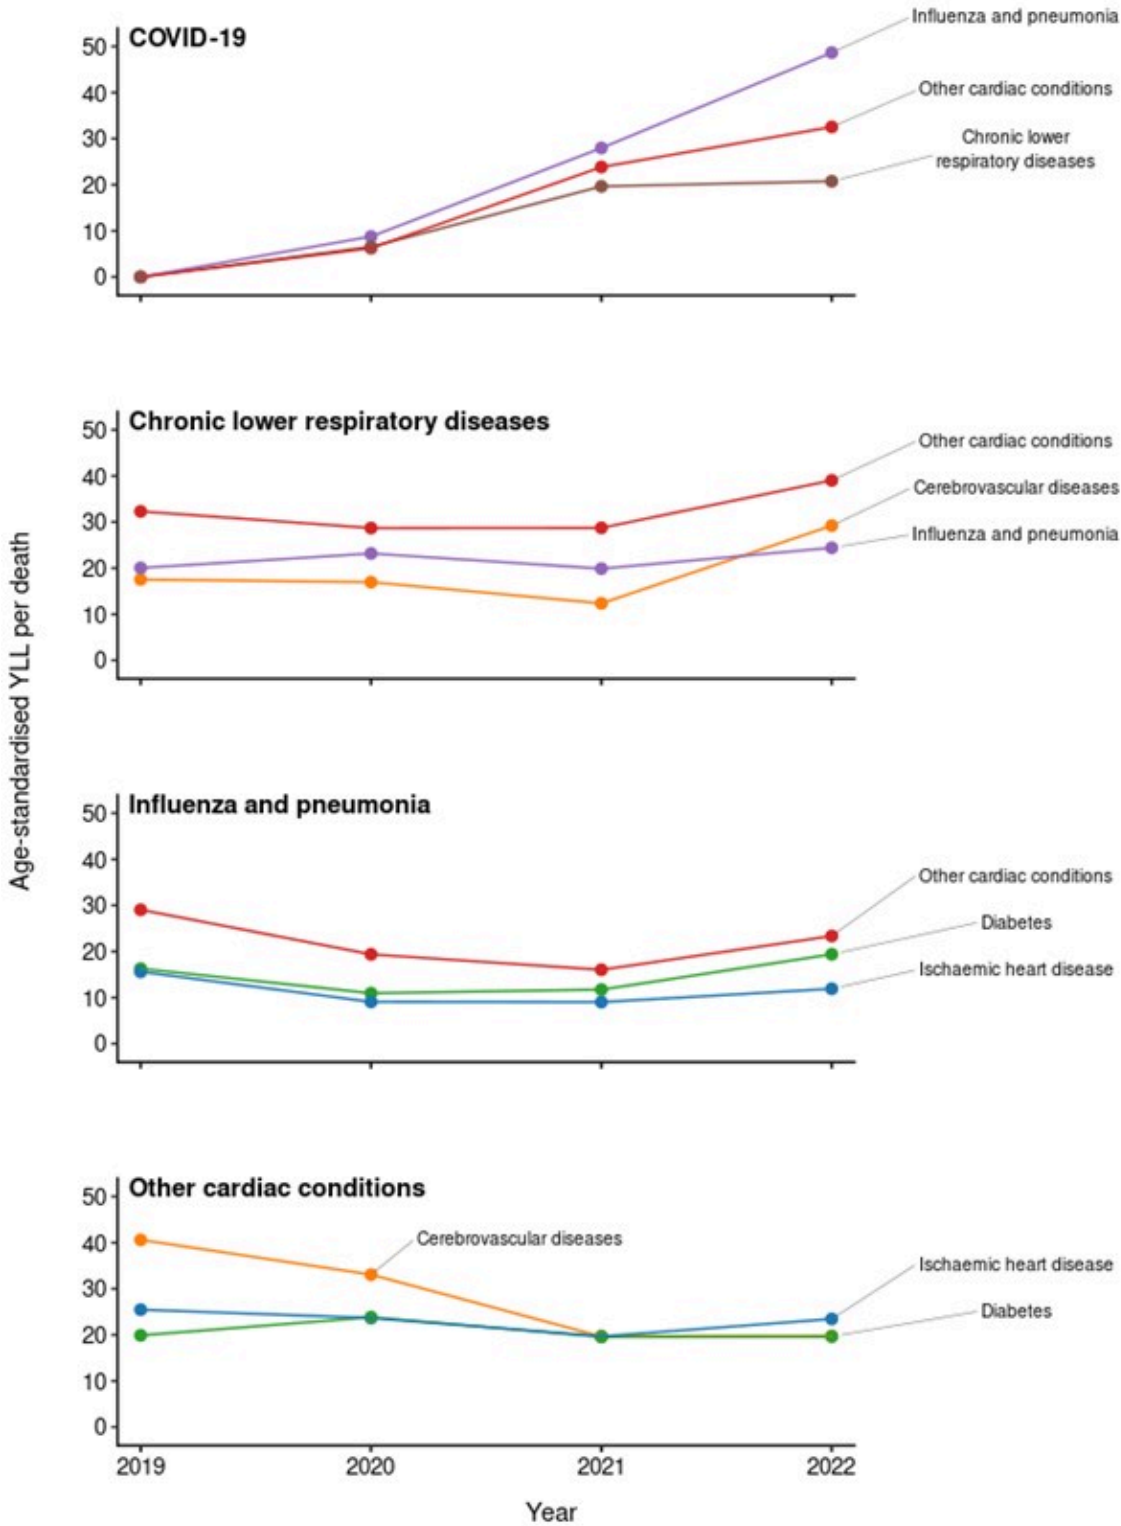 COVID-19
50
40
30
20
10
0
Influenza and pneumonia
Other cardiac conditions
Chronic lower
respiratory diseases
Chronic lower respiratory diseases
50
40
30
20
10
0
Other cardiac conditions
Cerebrovascular diseases
Influenza and pneumonia
Age-standardised YLL per death
Influenza and pneumonia
50
40
30
20
10
0
Other cardiac conditions
Diabetes
Ischaemic heart disease
Other cardiac conditions
50
40
30
20
10
0
Cerebrovascular diseases
Ischaemic heart disease
Diabetes
2019 2020 2021 2022
Year